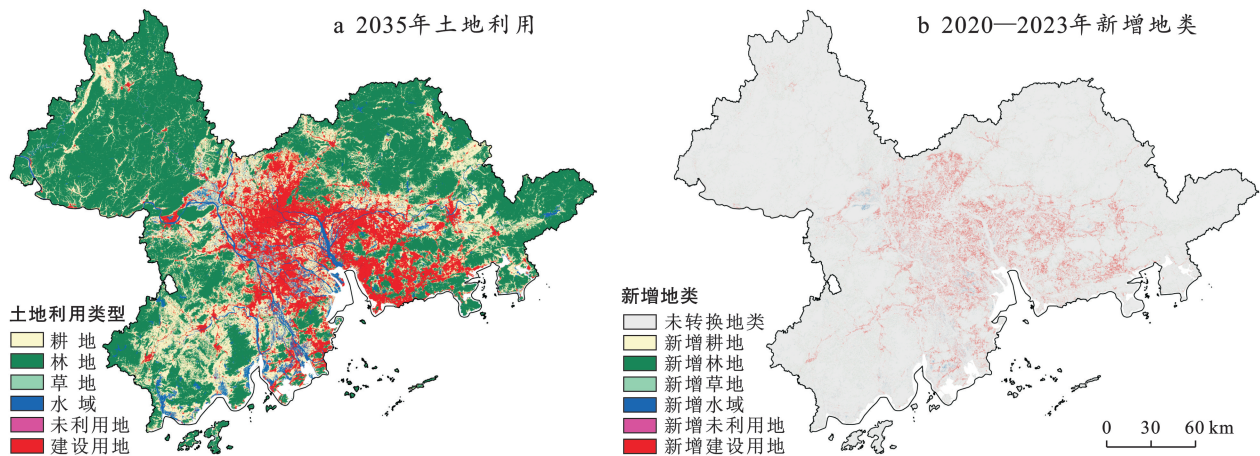 a 2035年土地利用
b 2020—2023年新增地类
土地利用类型
耕 地
林 地
草 地
水 域
未利用地
建设用地
新增地类
未转换地类
新增耕地
新增林地
新增草地
新增水域
新增未利用地
新增建设用地
0 30 60 km